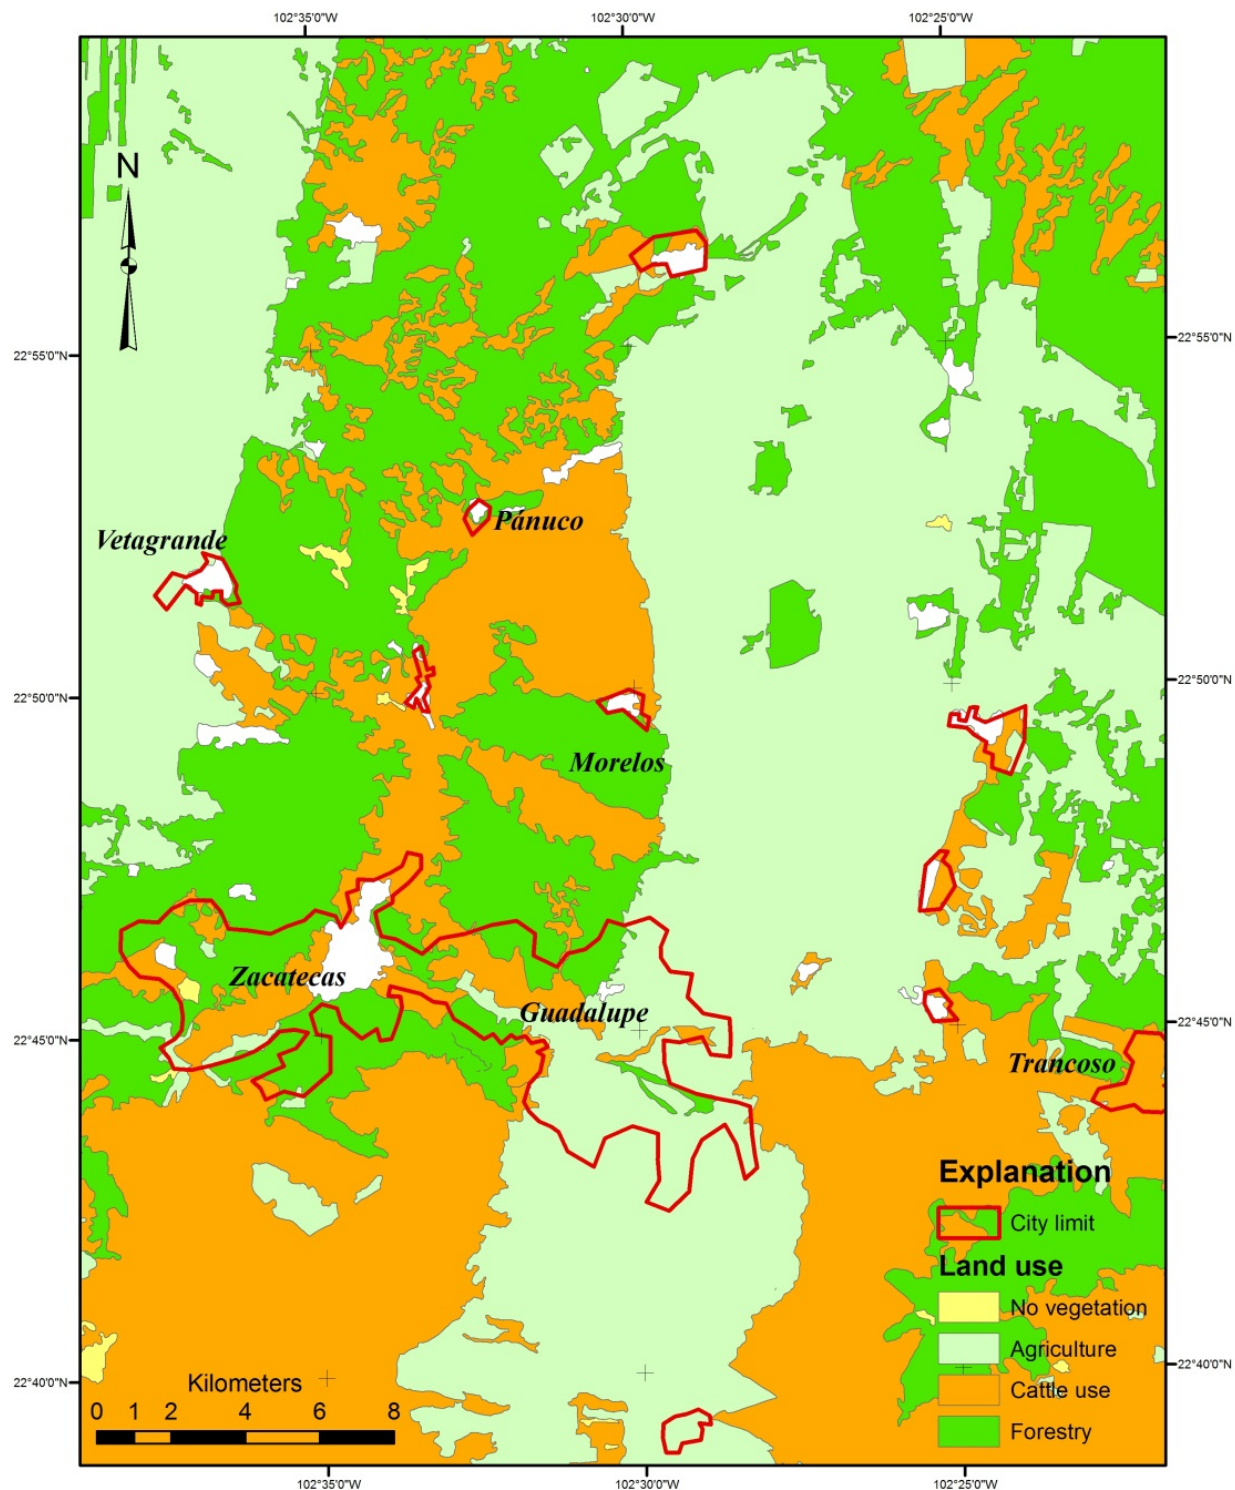 102°35'0"W 102°30'0"W 102°25'0"W
N
22°55'0"N 22°55'0"N
Pánuco
Vetagrande
22°50'0"N 22°50'0"N
Morelos
Zacatecas
Guadalupe
22°45'0"N 22°45'0"N
Trancoso
Explanation
City limit
Land use
No vegetation
Agriculture
Cattle use
Forestry
22°40'0"N 22°40'0"N
Kilometers
0 1 2 4 6 8
102°35'0"W 102°30'0"W 102°25'0"W